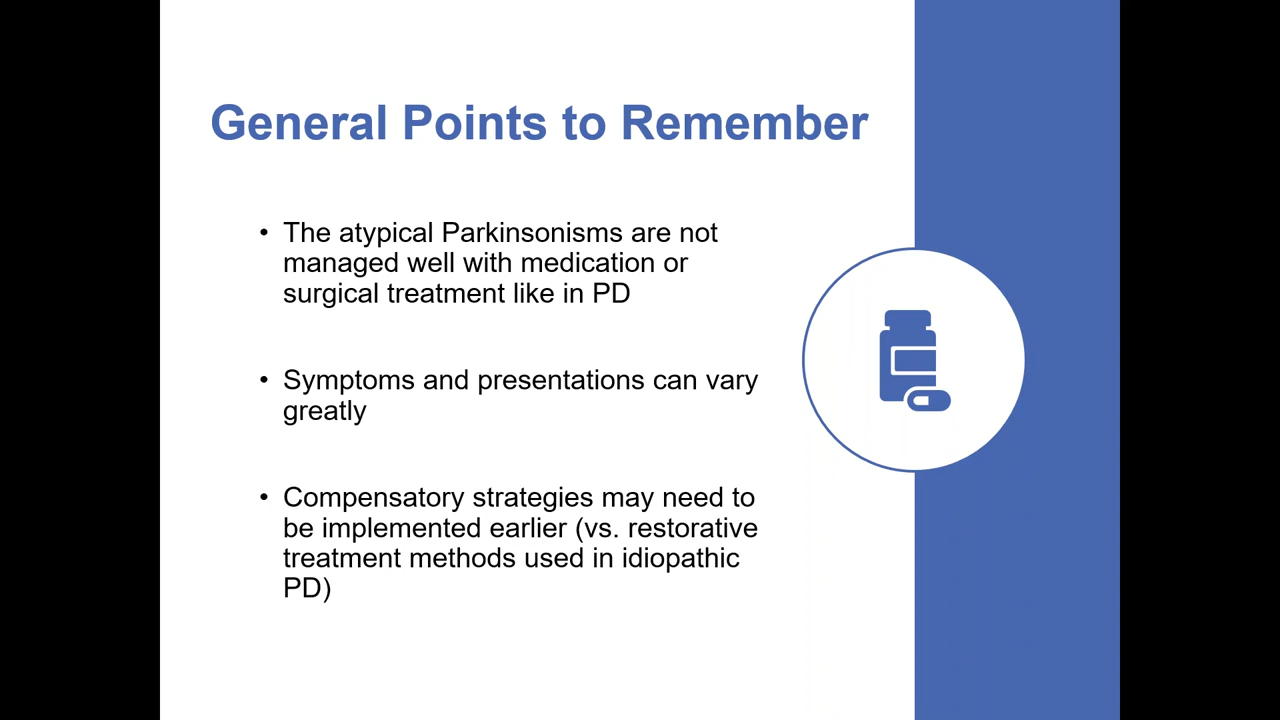 General Points to Remember
• The atypical Parkinsonisms are not
managed well with medication or
surgical treatment like in PD
• Symptoms and presentations can vary
greatly
• Compensatory strategies may need to
be implemented earlier (vs. restorative
treatment methods used in idiopathic
PD)